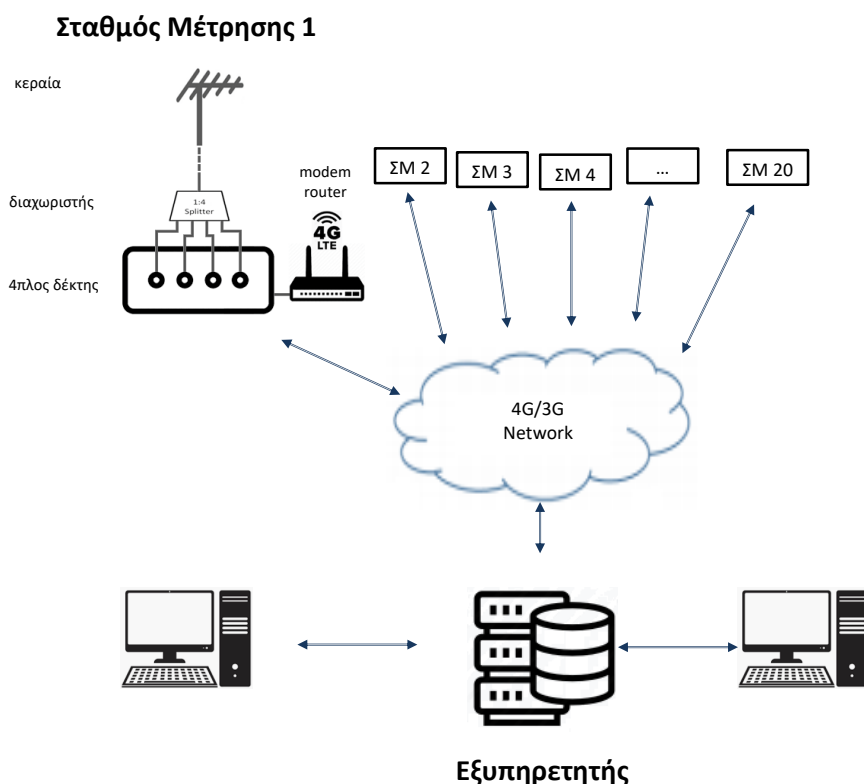 Σταθμός Μέτρησης 1
κεραία
modem
router
4G
LTE
διαχωριστής
1:4
Splitter
4πλος δέκτης
ΣΜ 2
ΣΜ 3
ΣΜ 4
...
ΣΜ 20
4G/3G
Network
Εξυπηρετητής